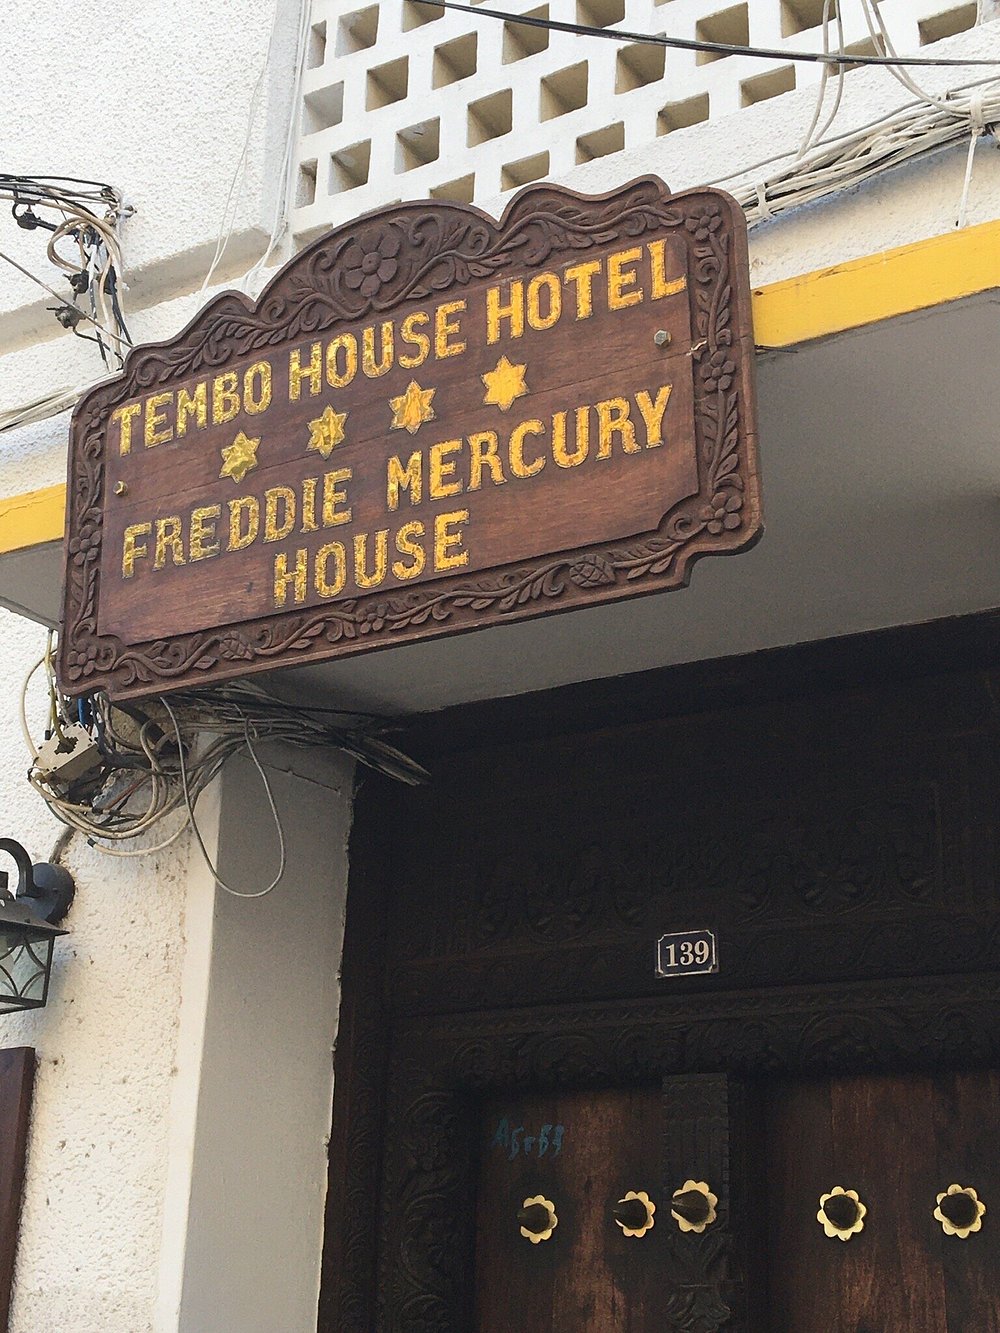 TEMBO HOUSE HOTEL
FREDDIE MERCURY
HOUSE
139